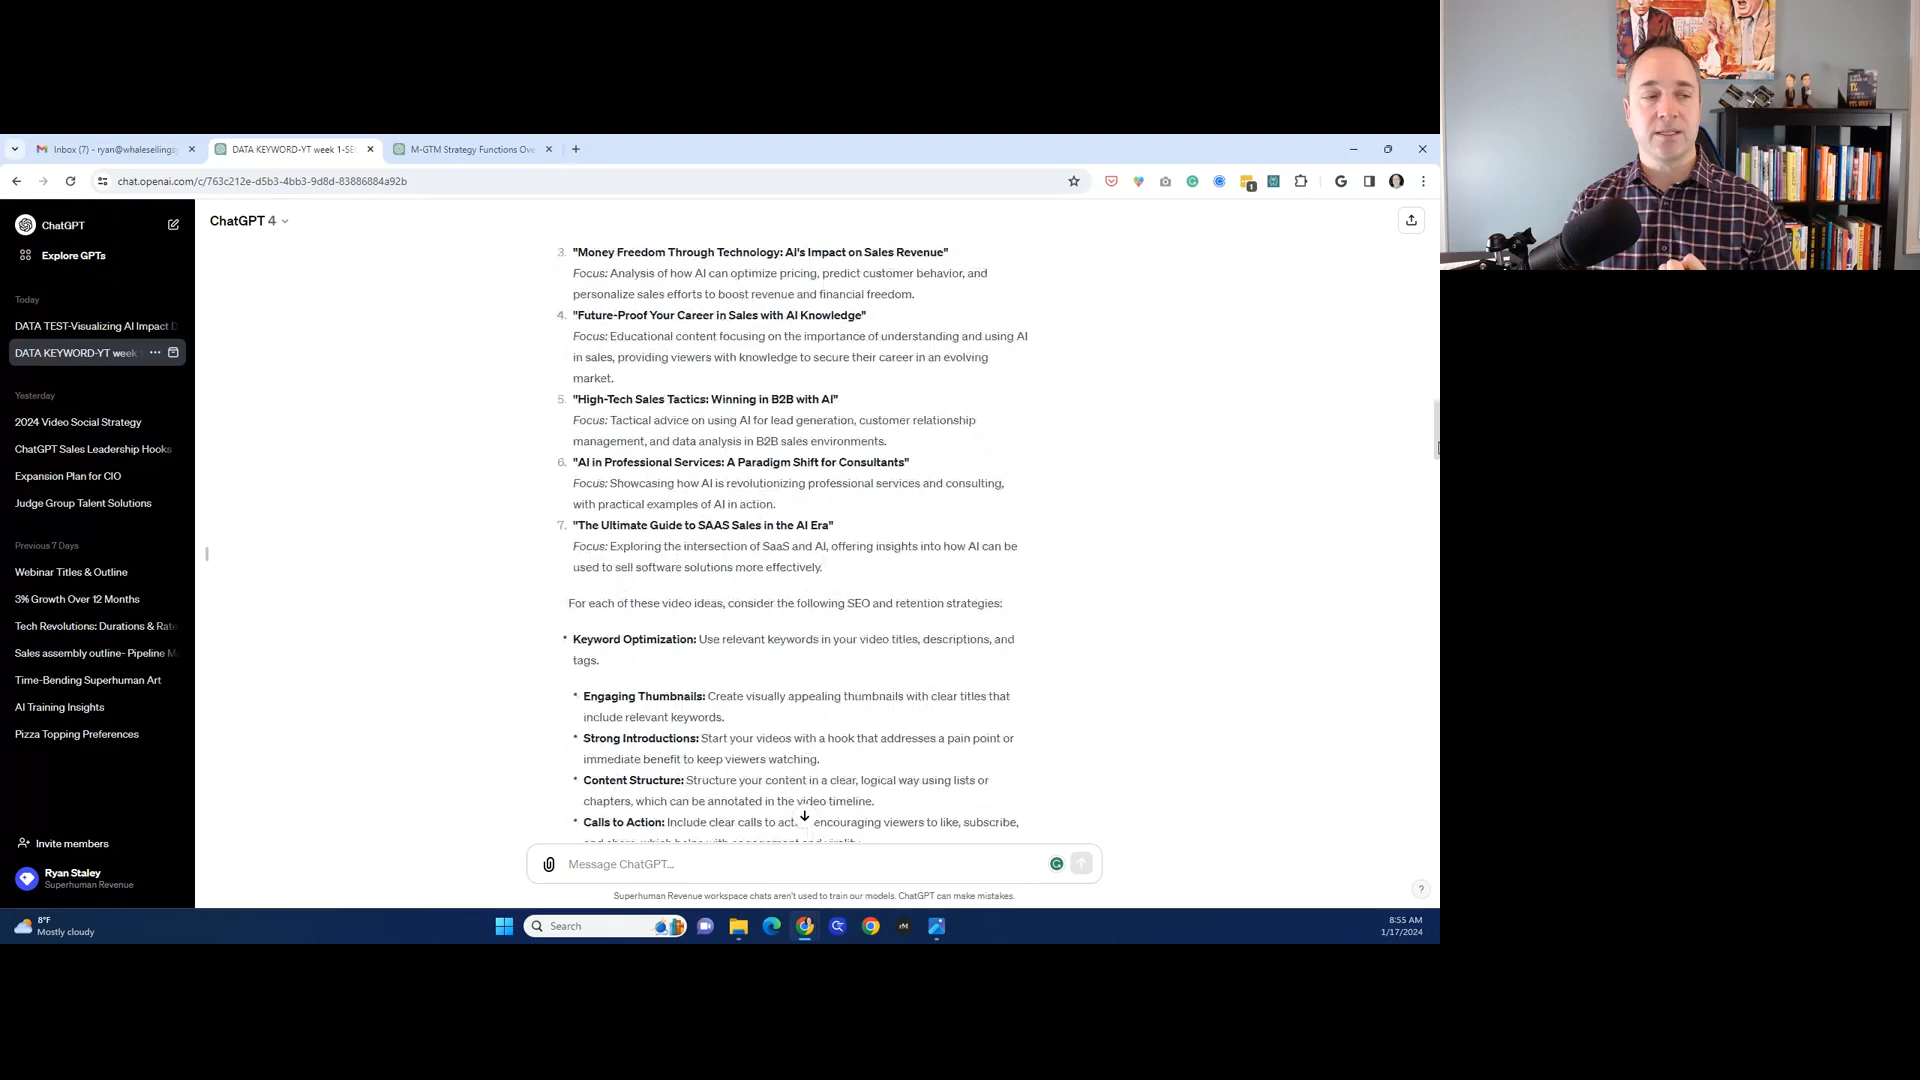 Inbox (7) - ryan@whalesellingsy
DATA KEYWORD-YT week 1-SE
M-GTM Strategy Functions Ove
chat.openai.com/c/763c212e-d5b3-4bb3-9d8d-83886884a92b
ChatGPT
Explore GPTs
Today
DATA TEST-Visualizing AI Impact D
DATA KEYWORD-YT week
Yesterday
2024 Video Social Strategy
ChatGPT Sales Leadership Hooks
Expansion Plan for CIO
Judge Group Talent Solutions
Previous 7 Days
Webinar Titles & Outline
3% Growth Over 12 Months
Tech Revolutions: Durations & Rate
Sales assembly outline- Pipeline M
Time-Bending Superhuman Art
AI Training Insights
Pizza Topping Preferences
Invite members
Ryan Staley
Superhuman Revenue
ChatGPT 4
3. "Money Freedom Through Technology: AI's Impact on Sales Revenue"
Focus: Analysis of how AI can optimize pricing, predict customer behavior, and
personalize sales efforts to boost revenue and financial freedom.
4. "Future-Proof Your Career in Sales with AI Knowledge"
Focus: Educational content focusing on the importance of understanding and using AI
in sales, providing viewers with knowledge to secure their career in an evolving
market.
5. "High-Tech Sales Tactics: Winning in B2B with AI"
Focus: Tactical advice on using AI for lead generation, customer relationship
management, and data analysis in B2B sales environments.
6. "AI in Professional Services: A Paradigm Shift for Consultants"
Focus: Showcasing how AI is revolutionizing professional services and consulting,
with practical examples of AI in action.
7. "The Ultimate Guide to SAAS Sales in the AI Era"
Focus: Exploring the intersection of SaaS and AI, offering insights into how AI can be
used to sell software solutions more effectively.
For each of these video ideas, consider the following SEO and retention strategies:
• Keyword Optimization: Use relevant keywords in your video titles, descriptions, and
tags.
• Engaging Thumbnails: Create visually appealing thumbnails with clear titles that
include relevant keywords.
• Strong Introductions: Start your videos with a hook that addresses a pain point or
immediate benefit to keep viewers watching.
• Content Structure: Structure your content in a clear, logical way using lists or
chapters, which can be annotated in the video timeline.
• Calls to Action: Include clear calls to act encouraging viewers to like, subscribe,
Message ChatGPT...
Superhuman Revenue workspace chats aren't used to train our models. ChatGPT can make mistakes.
?
8°F
Mostly cloudy
Search
rM
8:55 AM
1/17/2024